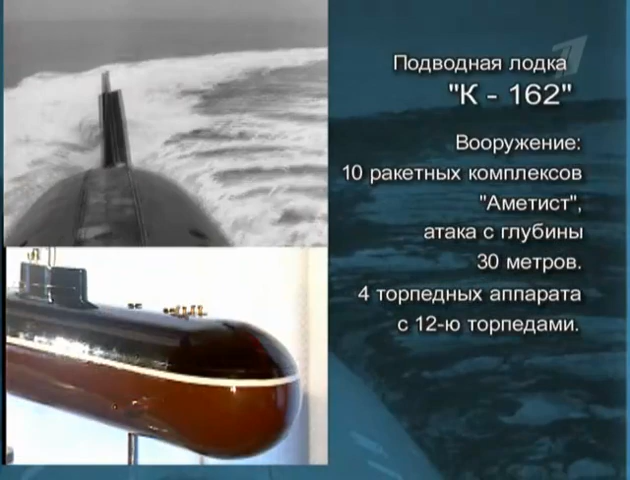 Подводная лодка
"К - 162"
Вооружение:
10 ракетных комплексов
"Аметист",
атака с глубины
30 метров.
4 торпедных аппарата
с 12-ю торпедами.